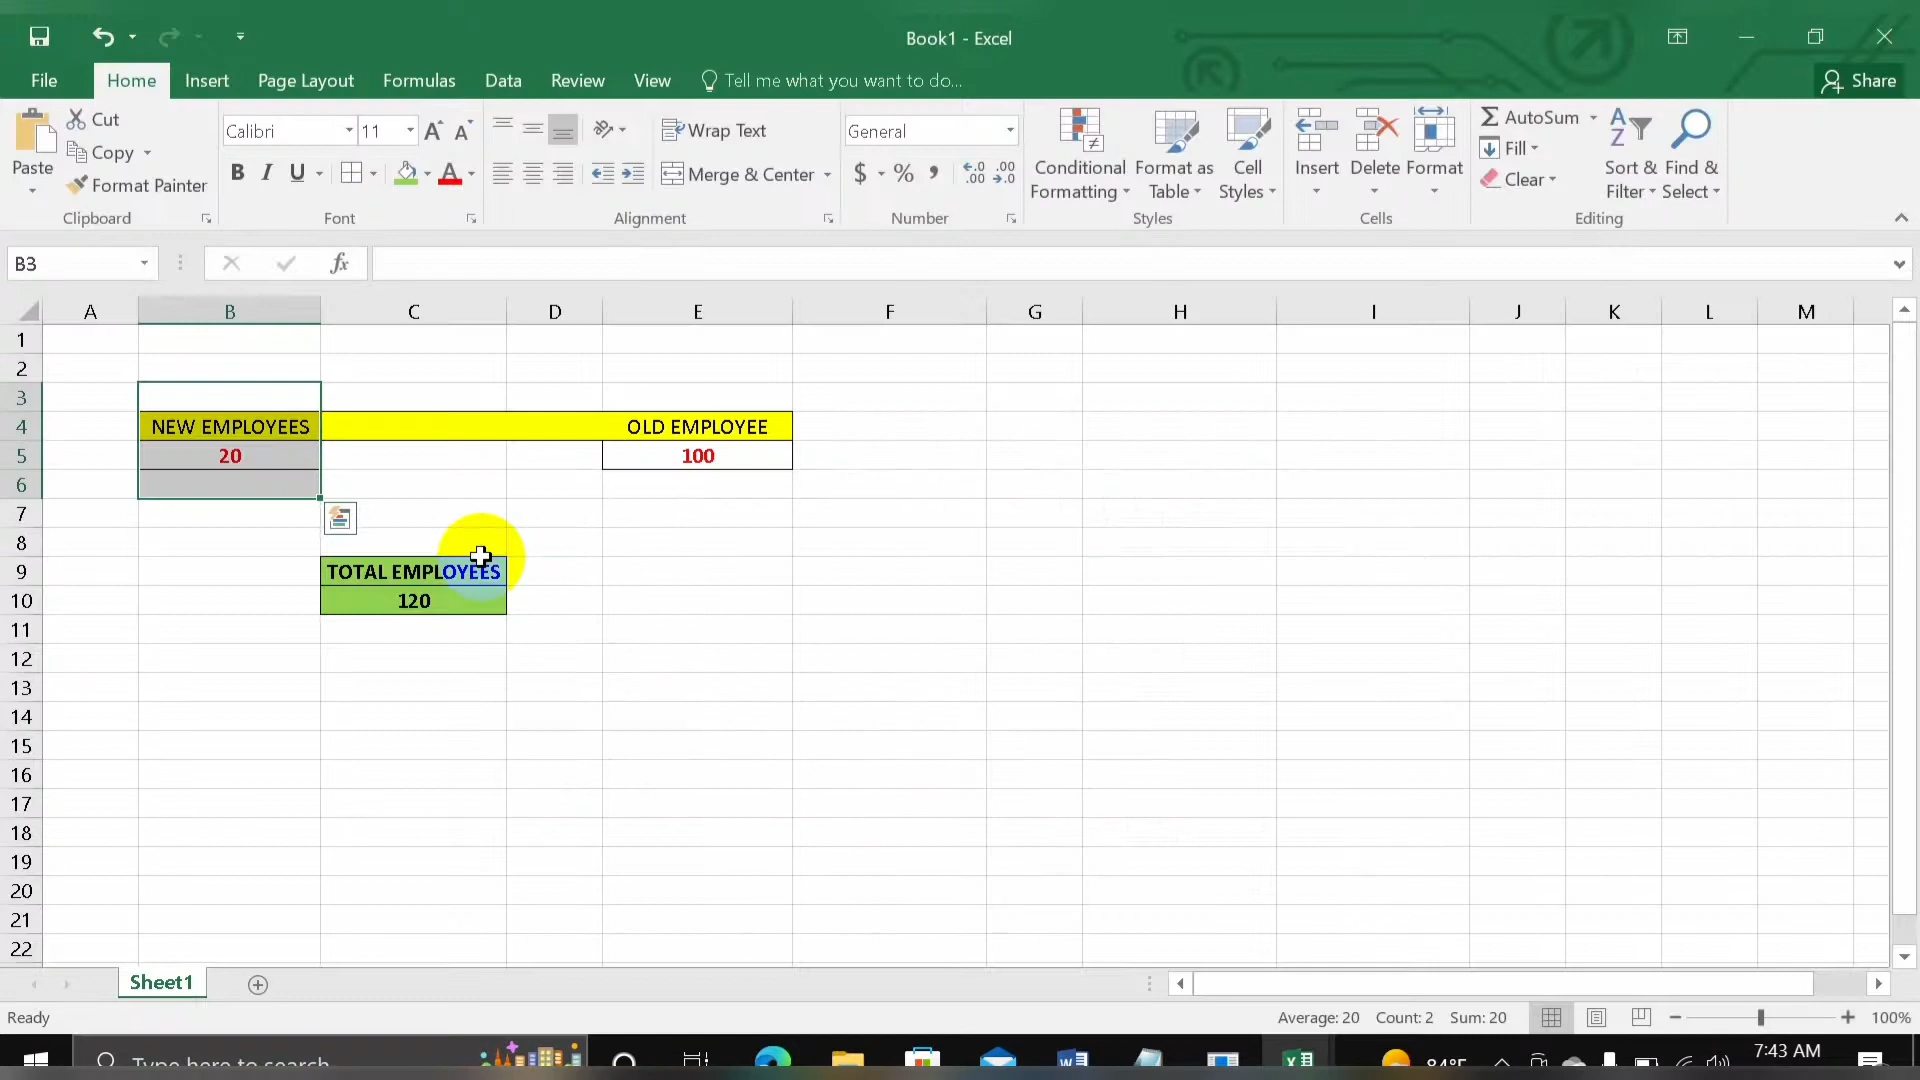 Book1 - Excel
File Home Insert Page Layout Formulas Data Review View Tell me what you want to do... Share
Paste
Cut
Copy
Format Painter
Clipboard
Calibri 11
B I U A
Font
Wrap Text
Merge & Center
Alignment
General
$ % , .00 .00
Number
Conditional Formatting
Format as Table
Cell Styles
Styles
Insert Delete Format
Cells
AutoSum
Fill
Clear
Sort & Filter
Find & Select
Editing
B3 fx
A B C D E F G H I J K L M
1
2
3
4 NEW EMPLOYEES OLD EMPLOYEE
5 20 100
6
7
8
9 TOTAL EMPLOYEES
10 120
11
12
13
14
15
16
17
18
19
20
21
22
Sheet1
Ready Average: 20 Count: 2 Sum: 20 100%
Type here to search 84°F 7:43 AM